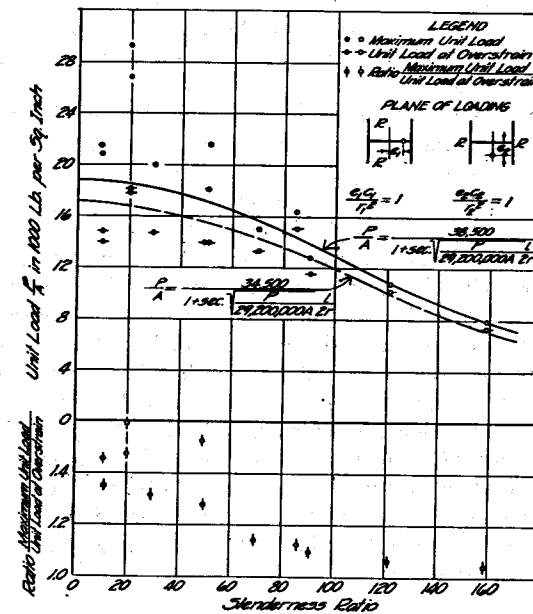 LEGEND
Maximum Unit Load
Unit Load at Overstrain
Ratio Maximum Unit Load
Unit Load at Overstrain
PLANE OF LOADING
R R
R R
e₁
e₂
e₁c₁/r₁² = 1
e₂c₂/r₂² = 1
P/A = 38,500
1+sec. √ P/29,200,000A L/2r
P/A = 34,500
1+sec. √ P/29,200,000A L/2r
Unit Load P/A in 1000 Lb. per Sq. Inch
28
24
20
16
12
8
4
0
Ratio Maximum Unit Load
Unit Load at Overstrain
1.4
1.2
1.0
0 20 40 60 80 100 120 140 160
Slenderness Ratio